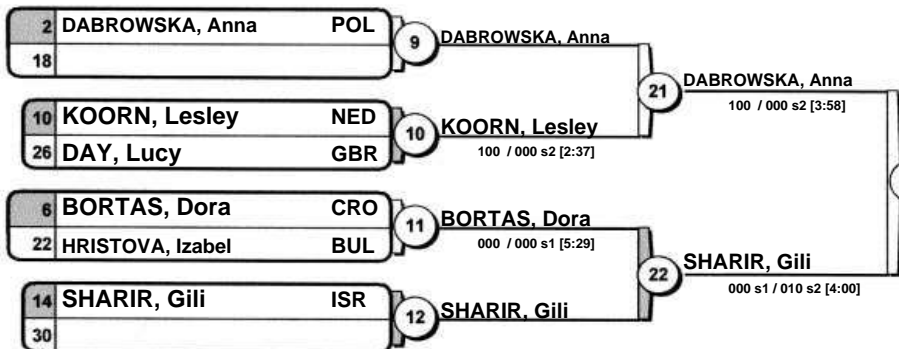 2 DABROWSKA, Anna POL
18
9 DABROWSKA, Anna
10 KOORN, Lesley NED
26 DAY, Lucy GBR
10 KOORN, Lesley
100 / 000 s2 [2:37]
21 DABROWSKA, Anna
100 / 000 s2 [3:58]
6 BORTAS, Dora CRO
22 HRISTOVA, Izabel BUL
11 BORTAS, Dora
000 / 000 s1 [5:29]
14 SHARIR, Gili ISR
30
12 SHARIR, Gili
22 SHARIR, Gili
000 s1 / 010 s2 [4:00]